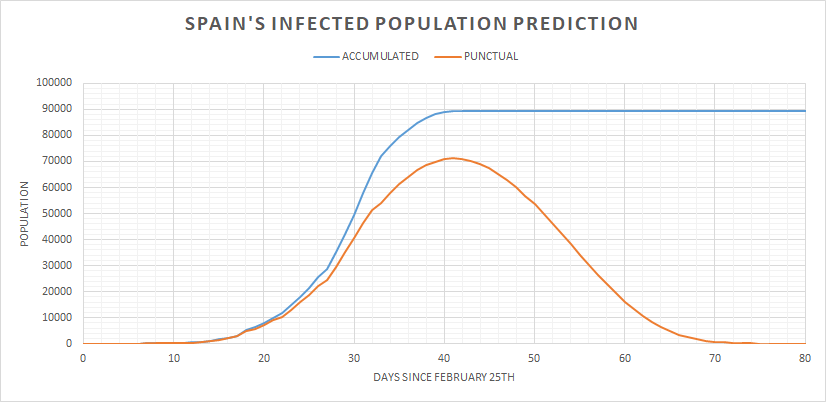 SPAIN'S INFECTED POPULATION PREDICTION
ACCUMULATED PUNCTUAL
100000
90000
80000
70000
60000
50000
40000
30000
20000
10000
0
POPULATION
0 10 20 30 40 50 60 70 80
DAYS SINCE FEBRUARY 25TH